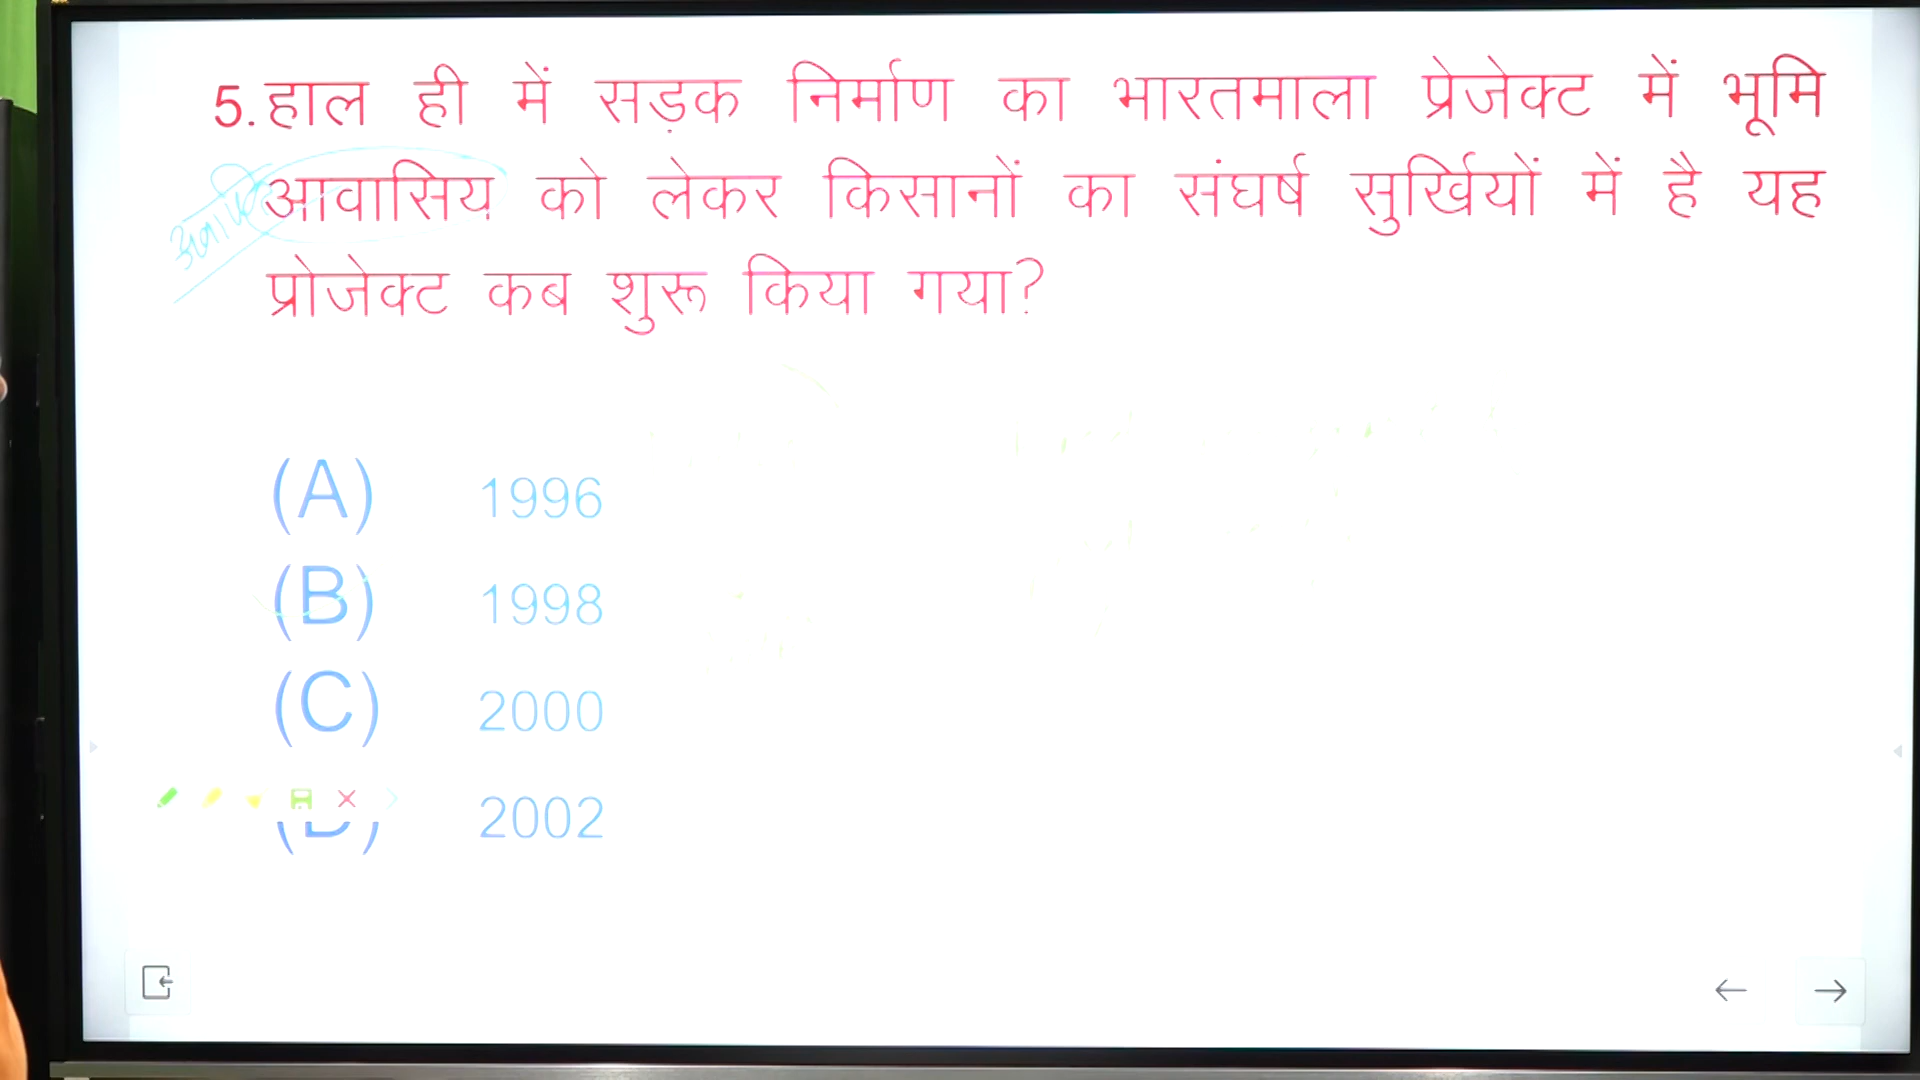 5. हाल ही में सड़क निर्माण का भारतमाला प्रेजेक्ट में भूमि
आवासिय को लेकर किसानों का संघर्ष सुर्खियों में है यह
प्रोजेक्ट कब शुरू किया गया?
(A) 1996
(B) 1998
(C) 2000
(D) 2002